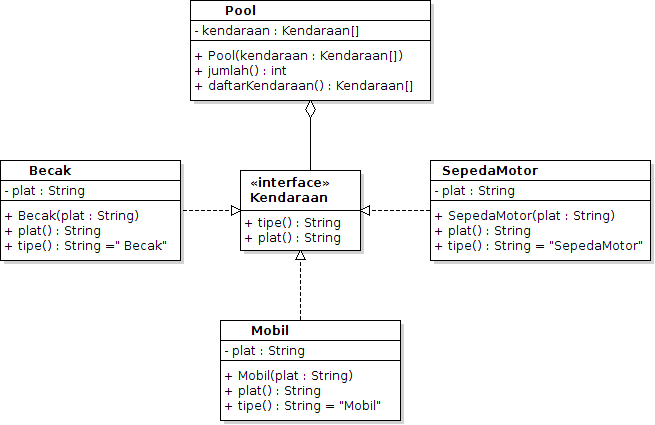 Pool
- kendaraan : Kendaraan[]
+ Pool(kendaraan : Kendaraan[])
+ jumlah() : int
+ daftarKendaraan() : Kendaraan[]
Becak
- plat : String
+ Becak(plat : String)
+ plat() : String
+ tipe() : String =" Becak"
«interface»
Kendaraan
+ tipe() : String
+ plat() : String
SepedaMotor
- plat : String
+ SepedaMotor(plat : String)
+ plat() : String
+ tipe() : String = "SepedaMotor"
Mobil
- plat : String
+ Mobil(plat : String)
+ plat() : String
+ tipe() : String = "Mobil"